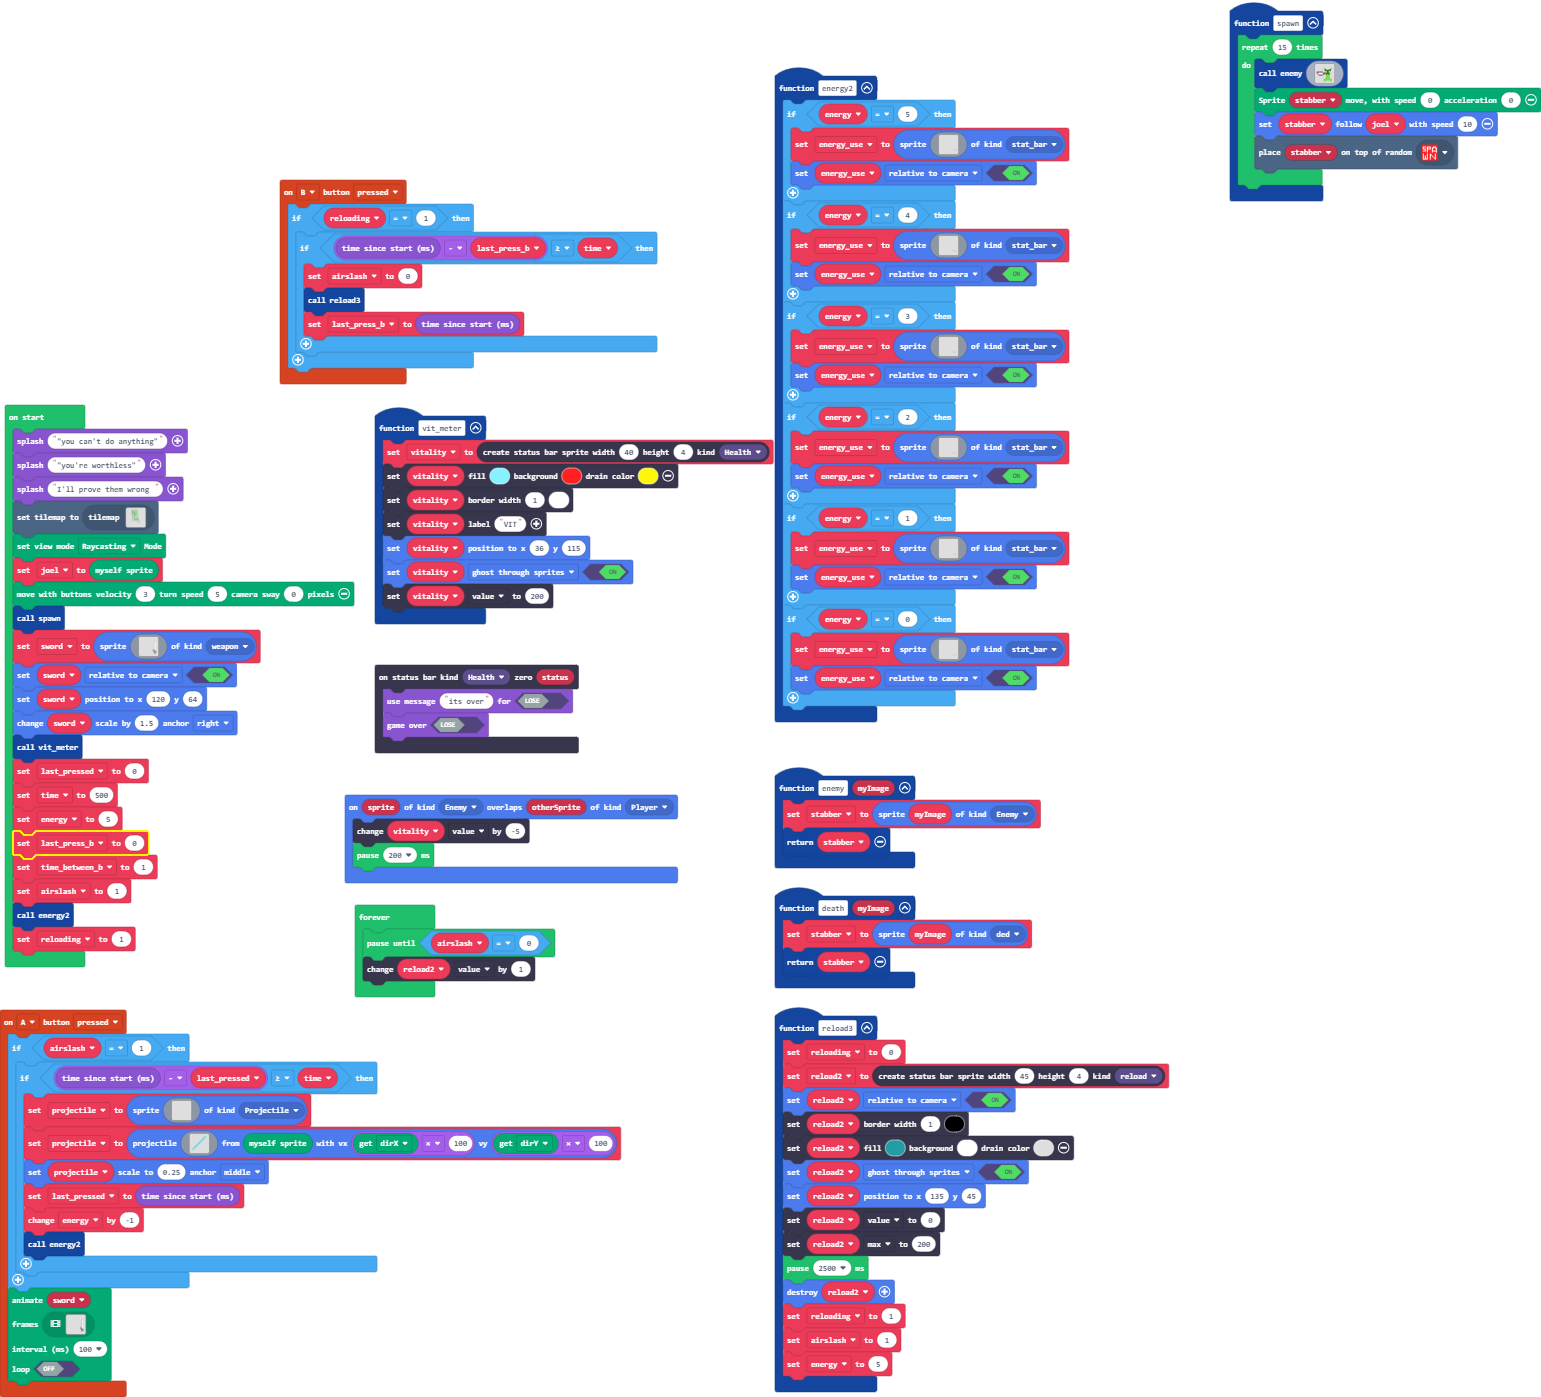 function spawn
repeat 15 times
do
call enemy
Sprite stabber move, with speed 0 acceleration 0
set stabber follow joel with speed 10
place stabber on top of random
on B button pressed
if reloading = 1 then
if time since start (ms) - last_press_b ≥ time then
set airslash to 0
call reload3
set last_press_b to time since start (ms)
on start
splash "you can't do anything"
splash "you're worthless"
splash "I'll prove them wrong "
set tilemap to tilemap
set view mode Raycasting Mode
set joel to myself sprite
move with buttons velocity 3 turn speed 5 camera sway 0 pixels
call spawn
set sword to sprite of kind weapon
set sword relative to camera ON
set sword position to x 120 y 64
change sword scale by 1.5 anchor right
call vit_meter
set last_pressed to 0
set time to 500
set energy to 5
set last_press_b to 0
set time_between_b to 1
set airslash to 1
call energy2
set reloading to 1
function vit_meter
set vitality to create status bar sprite width 40 height 4 kind Health
set vitality fill background drain color
set vitality border width 1
set vitality label "VIT"
set vitality position to x 36 y 115
set vitality ghost through sprites ON
set vitality value to 200
on status bar kind Health zero status
use message "its over" for LOSE
game over LOSE
on sprite of kind Enemy overlaps otherSprite of kind Player
change vitality value by -5
pause 200 ms
forever
pause until airslash = 0
change reload2 value by 1
on A button pressed
if airslash = 1 then
if time since start (ms) - last_pressed ≥ time then
set projectile to sprite of kind Projectile
set projectile to projectile from myself sprite with vx get dirX × 100 vy get dirY × 100
set projectile scale to 0.25 anchor middle
set last_pressed to time since start (ms)
change energy by -1
call energy2
animate sword
frames
interval (ms) 100
loop OFF
function energy2
if energy = 5 then
set energy_use to sprite of kind stat_bar
set energy_use relative to camera ON
if energy = 4 then
set energy_use to sprite of kind stat_bar
set energy_use relative to camera ON
if energy = 3 then
set energy_use to sprite of kind stat_bar
set energy_use relative to camera ON
if energy = 2 then
set energy_use to sprite of kind stat_bar
set energy_use relative to camera ON
if energy = 1 then
set energy_use to sprite of kind stat_bar
set energy_use relative to camera ON
if energy = 0 then
set energy_use to sprite of kind stat_bar
set energy_use relative to camera ON
function enemy myImage
set stabber to sprite myImage of kind Enemy
return stabber
function death myImage
set stabber to sprite myImage of kind ded
return stabber
function reload3
set reloading to 0
set reload2 to create status bar sprite width 45 height 4 kind reload
set reload2 relative to camera ON
set reload2 border width 1
set reload2 fill background drain color
set reload2 ghost through sprites ON
set reload2 position to x 135 y 45
set reload2 value to 0
set reload2 max to 200
pause 2500 ms
destroy reload2
set reloading to 1
set airslash to 1
set energy to 5